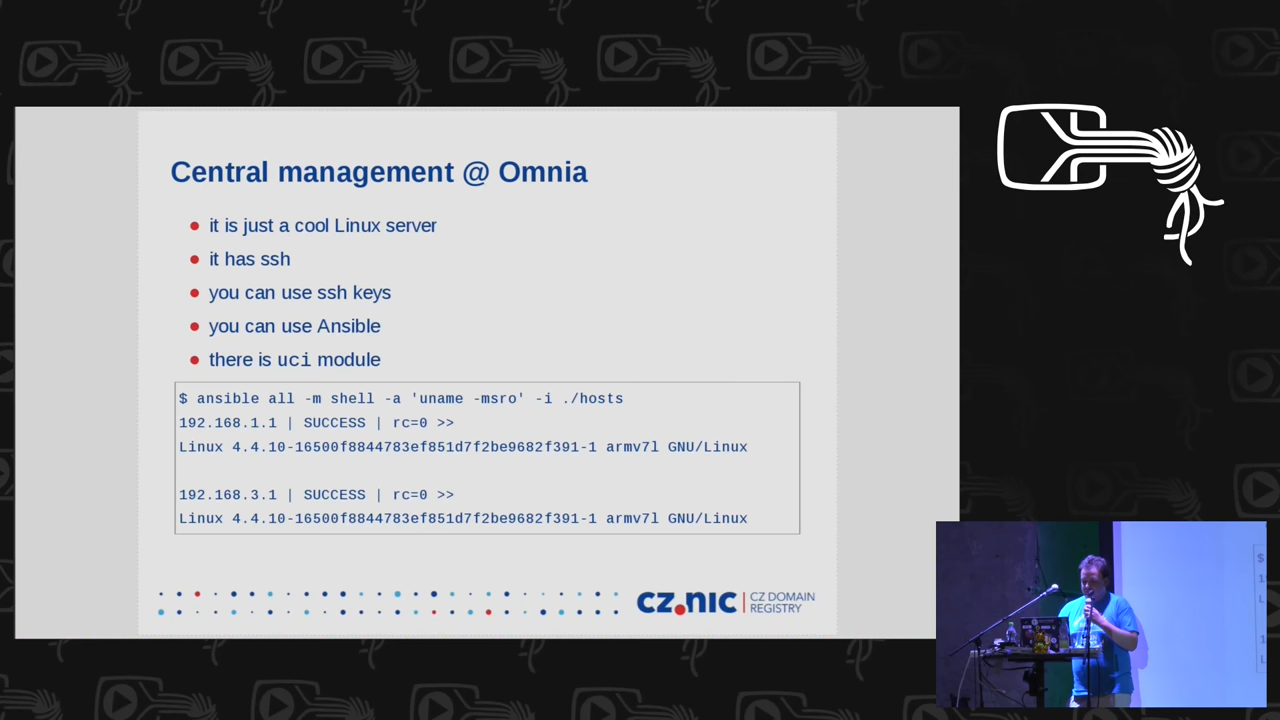 Central management @ Omnia
it is just a cool Linux server
it has ssh
you can use ssh keys
you can use Ansible
there is uci module
$ ansible all -m shell -a 'uname -msro' -i ./hosts
192.168.1.1 | SUCCESS | rc=0 >>
Linux 4.4.10-16500f8844783ef851d7f2be9682f391-1 armv7l GNU/Linux
192.168.3.1 | SUCCESS | rc=0 >>
Linux 4.4.10-16500f8844783ef851d7f2be9682f391-1 armv7l GNU/Linux
CZ.NIC | CZ DOMAIN
REGISTRY